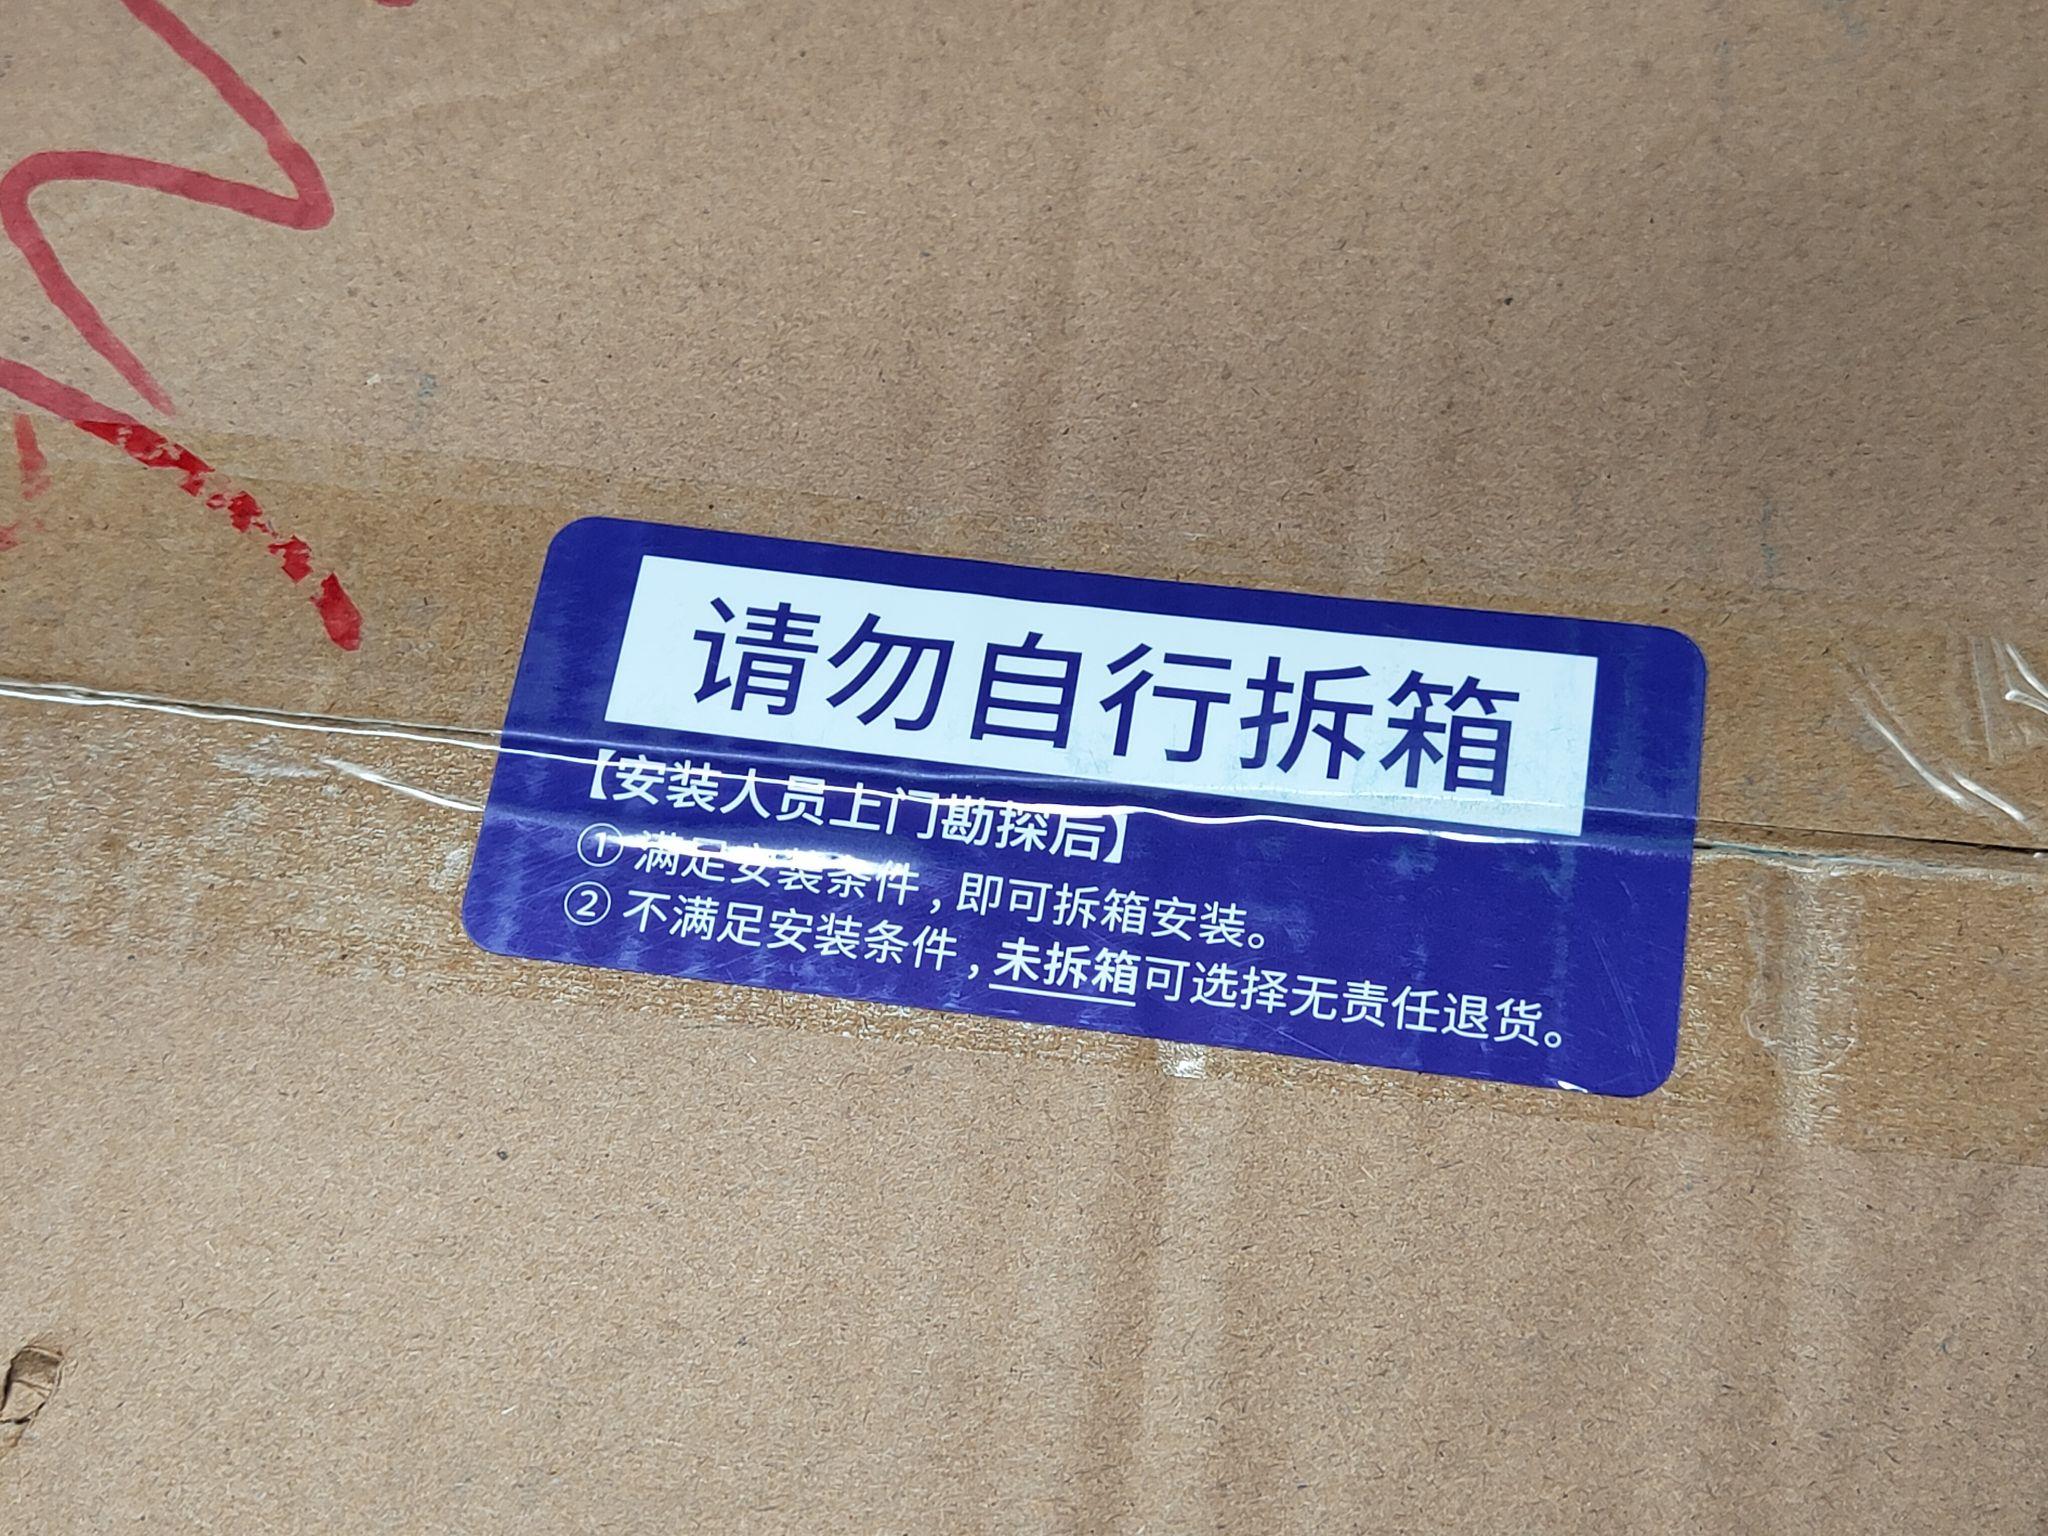 请勿自行拆箱
【安装人员上门勘探后】
① 满足安装条件，即可拆箱安装。
② 不满足安装条件，未拆箱可选择无责任退货。